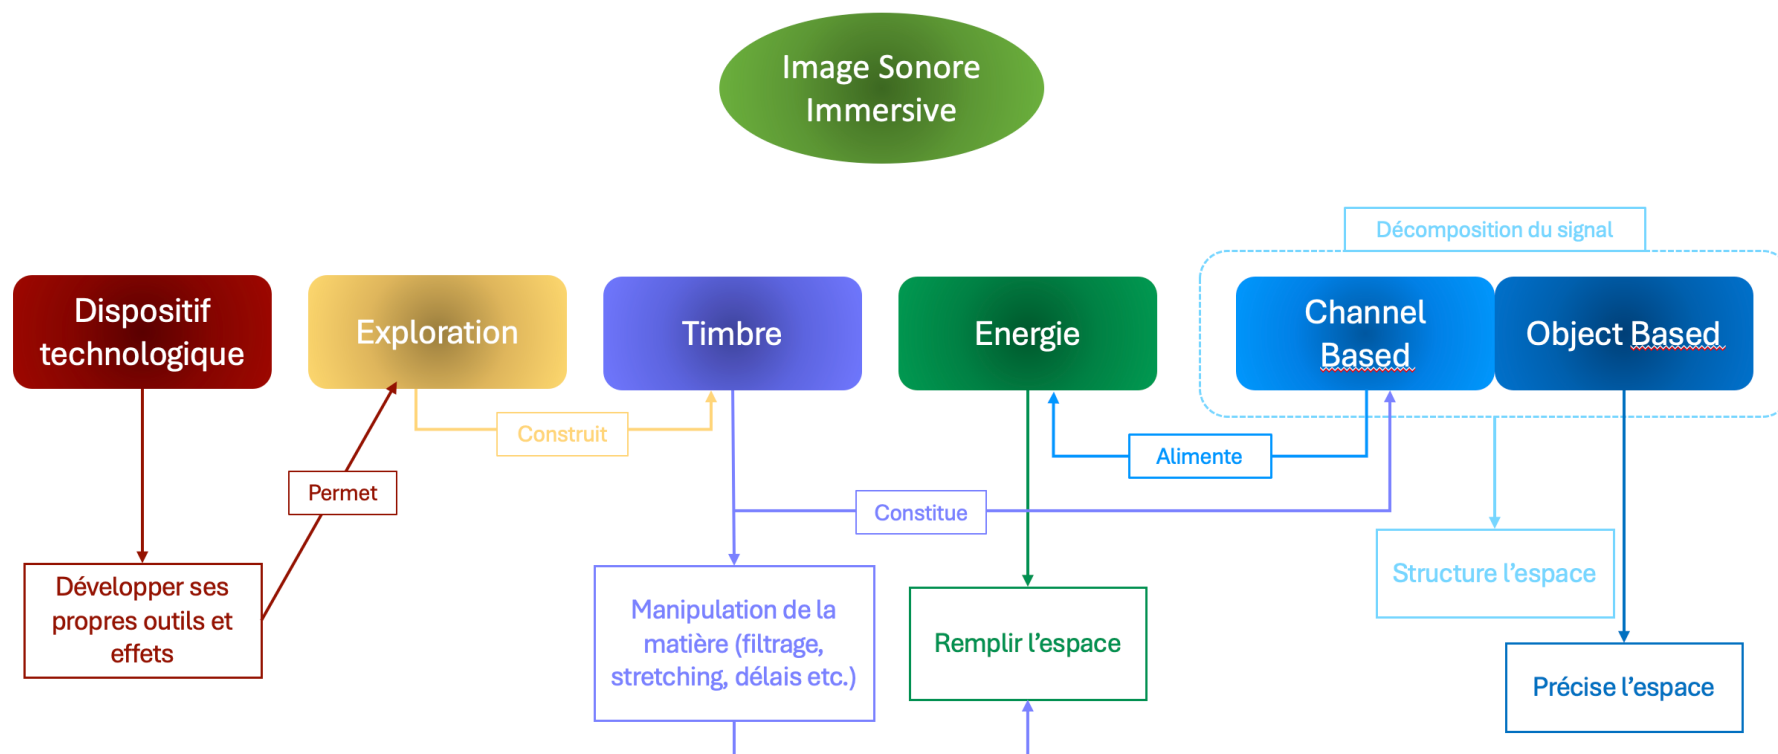 Image Sonore
Immersive
Décomposition du signal
Dispositif
technologique
Exploration
Timbre
Energie
Channel
Based
Object Based
Construit
Alimente
Permet
Constitue
Développer ses
propres outils et
effets
Manipulation de la
matière (filtrage,
stretching, délais etc.)
Remplir l'espace
Structure l'espace
Précise l'espace